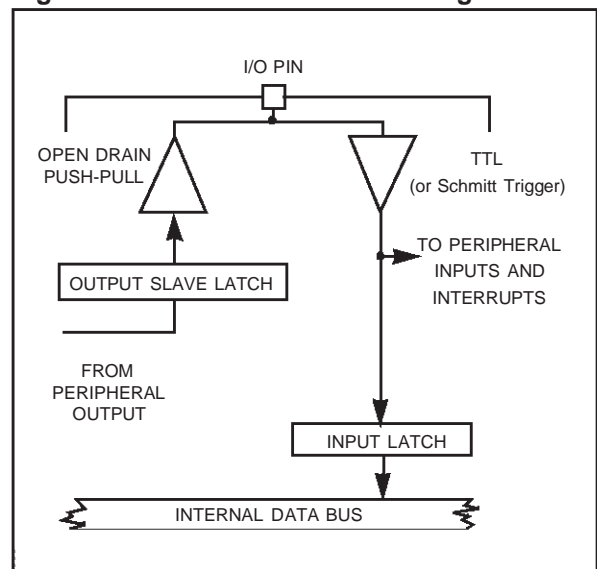 I/O PIN
OPEN DRAIN
PUSH-PULL
TTL
(or Schmitt Trigger)
TO PERIPHERAL
INPUTS AND
INTERRUPTS
OUTPUT SLAVE LATCH
FROM
PERIPHERAL
OUTPUT
INPUT LATCH
INTERNAL DATA BUS